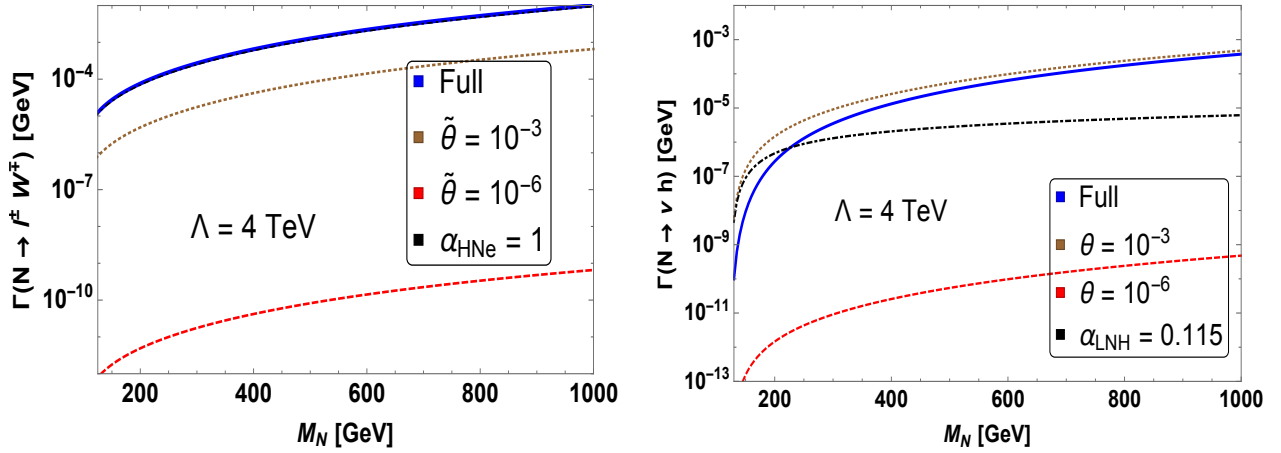 Γ(N → l± W∓) [GeV]
10⁻⁴
10⁻⁷
10⁻¹⁰
Full
θ̃ = 10⁻³
θ̃ = 10⁻⁶
α_HNe = 1
Λ = 4 TeV
200 400 600 800 1000
M_N [GeV]
Γ(N → ν h) [GeV]
10⁻³
10⁻⁵
10⁻⁷
10⁻⁹
10⁻¹¹
10⁻¹³
Λ = 4 TeV
Full
θ = 10⁻³
θ = 10⁻⁶
α_LNH = 0.115
200 400 600 800 1000
M_N [GeV]